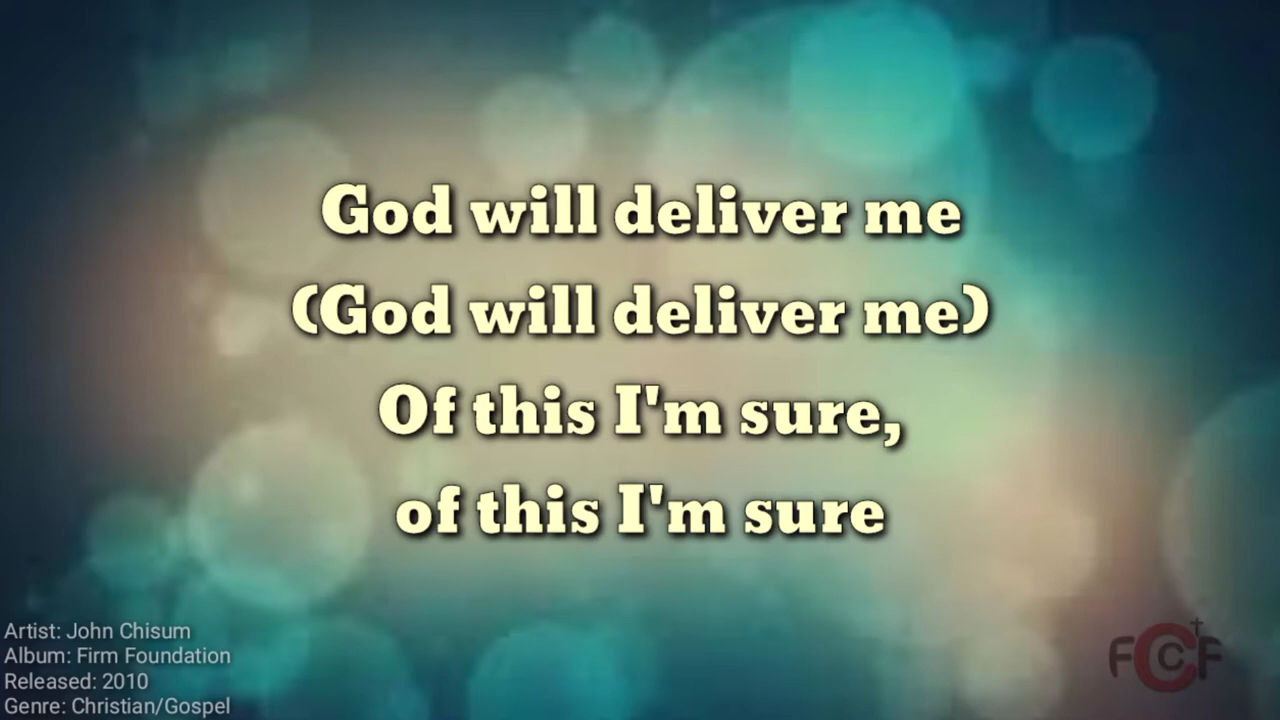 God will deliver me
(God will deliver me)
Of this I'm sure,
of this I'm sure
Artist: John Chisum
Album: Firm Foundation
Released: 2010
Genre: Christian/Gospel
FCCF